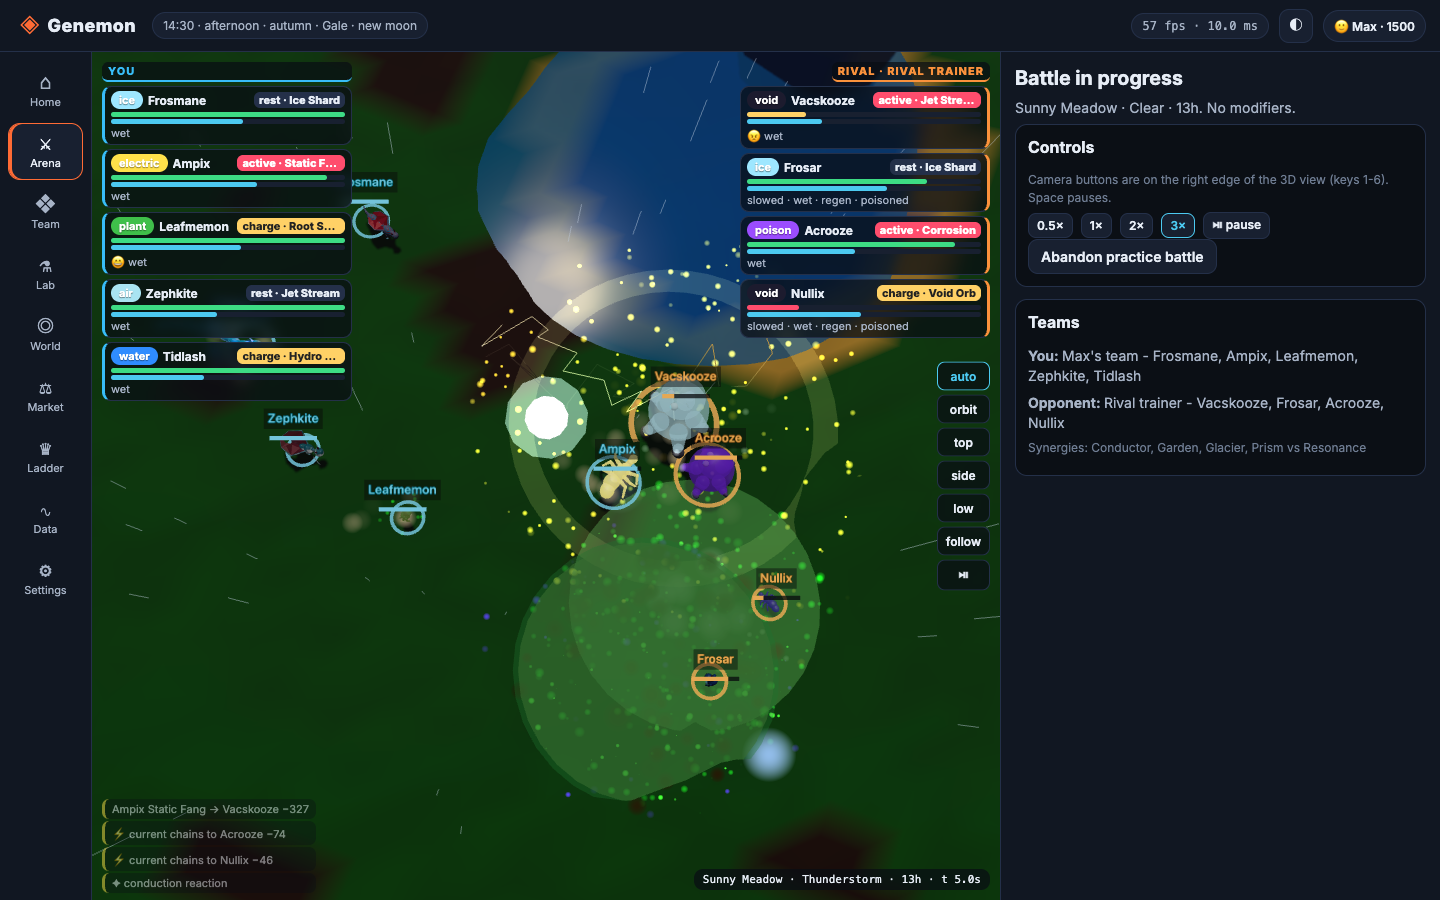 Genemon
14:30 · afternoon · autumn · Gale · new moon
57 fps · 10.0 ms
Max · 1500
Home
Arena
Team
Lab
World
Market
Ladder
Data
Settings
YOU
ice Frosmane rest · Ice Shard
wet
electric Ampix active · Static F...
wet
plant Leafmemon charge · Root S...
wet
air Zephkite rest · Jet Stream
wet
water Tidlash charge · Hydro ...
wet
RIVAL · RIVAL TRAINER
void Vacskooze active · Jet Stre...
wet
ice Frosar rest · Ice Shard
slowed · wet · regen · poisoned
poison Acrooze active · Corrosion
wet
void Nullix charge · Void Orb
slowed · wet · regen · poisoned
osmane
Vacskooze
Acrooze
Ampix
Zephkite
Leafmemon
Nullix
Frosar
auto
orbit
top
side
low
follow
Ampix Static Fang → Vacskooze −327
⚡ current chains to Acrooze −74
⚡ current chains to Nullix −46
✦ conduction reaction
Sunny Meadow · Thunderstorm · 13h · t 5.0s
Battle in progress
Sunny Meadow · Clear · 13h. No modifiers.
Controls
Camera buttons are on the right edge of the 3D view (keys 1-6).
Space pauses.
0.5× 1× 2× 3× ⏯ pause
Abandon practice battle
Teams
You: Max's team - Frosmane, Ampix, Leafmemon,
Zephkite, Tidlash
Opponent: Rival trainer - Vacskooze, Frosar, Acrooze,
Nullix
Synergies: Conductor, Garden, Glacier, Prism vs Resonance